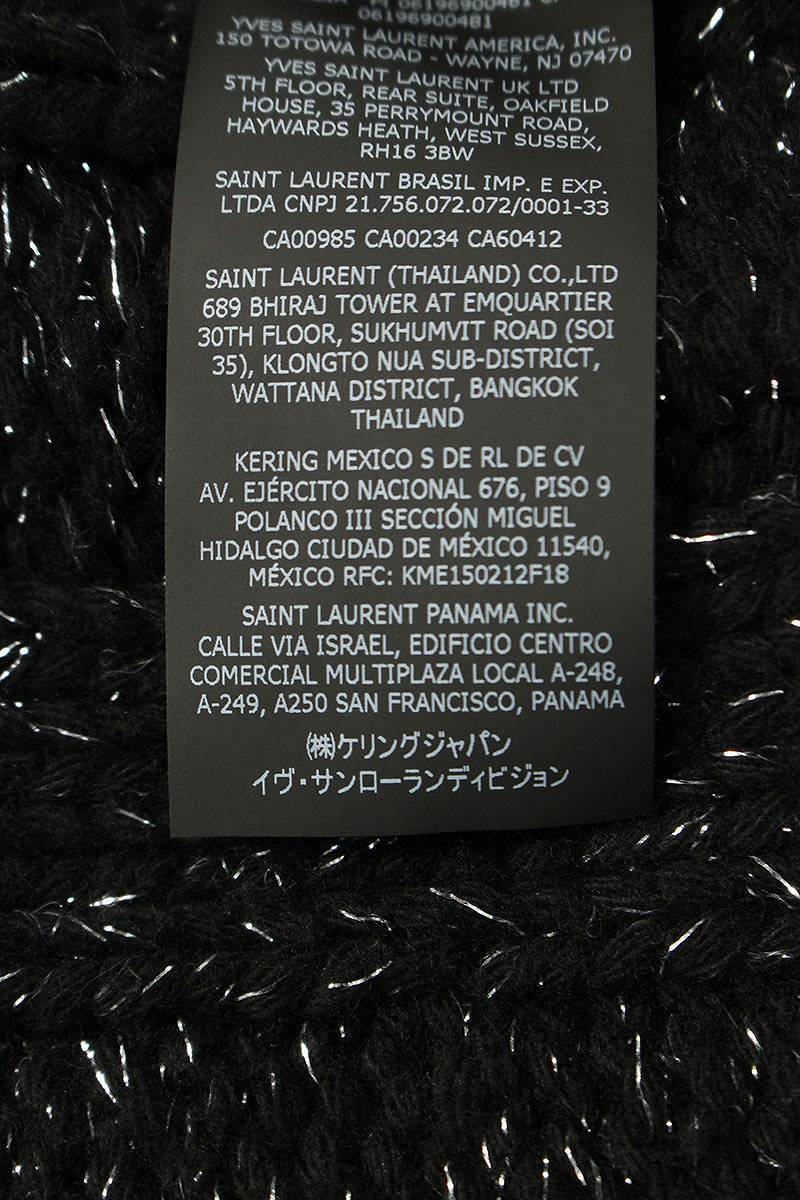 PI 06196900481
06196900481
YVES SAINT LAURENT AMERICA, INC.
150 TOTOWA ROAD - WAYNE, NJ 07470
YVES SAINT LAURENT UK LTD
5TH FLOOR, REAR SUITE, OAKFIELD
HOUSE, 35 PERRYMOUNT ROAD,
HAYWARDS HEATH, WEST SUSSEX,
RH16 3BW
SAINT LAURENT BRASIL IMP. E EXP.
LTDA CNPJ 21.756.072.072/0001-33
CA00985 CA00234 CA60412
SAINT LAURENT (THAILAND) CO.,LTD
689 BHIRAJ TOWER AT EMQUARTIER
30TH FLOOR, SUKHUMVIT ROAD (SOI
35), KLONGTO NUA SUB-DISTRICT,
WATTANA DISTRICT, BANGKOK
THAILAND
KERING MEXICO S DE RL DE CV
AV. EJÉRCITO NACIONAL 676, PISO 9
POLANCO III SECCIÓN MIGUEL
HIDALGO CIUDAD DE MÉXICO 11540,
MÉXICO RFC: KME150212F18
SAINT LAURENT PANAMA INC.
CALLE VIA ISRAEL, EDIFICIO CENTRO
COMERCIAL MULTIPLAZA LOCAL A-248,
A-249, A250 SAN FRANCISCO, PANAMA
㈱ケリングジャパン
イヴ・サンローランディビジョン